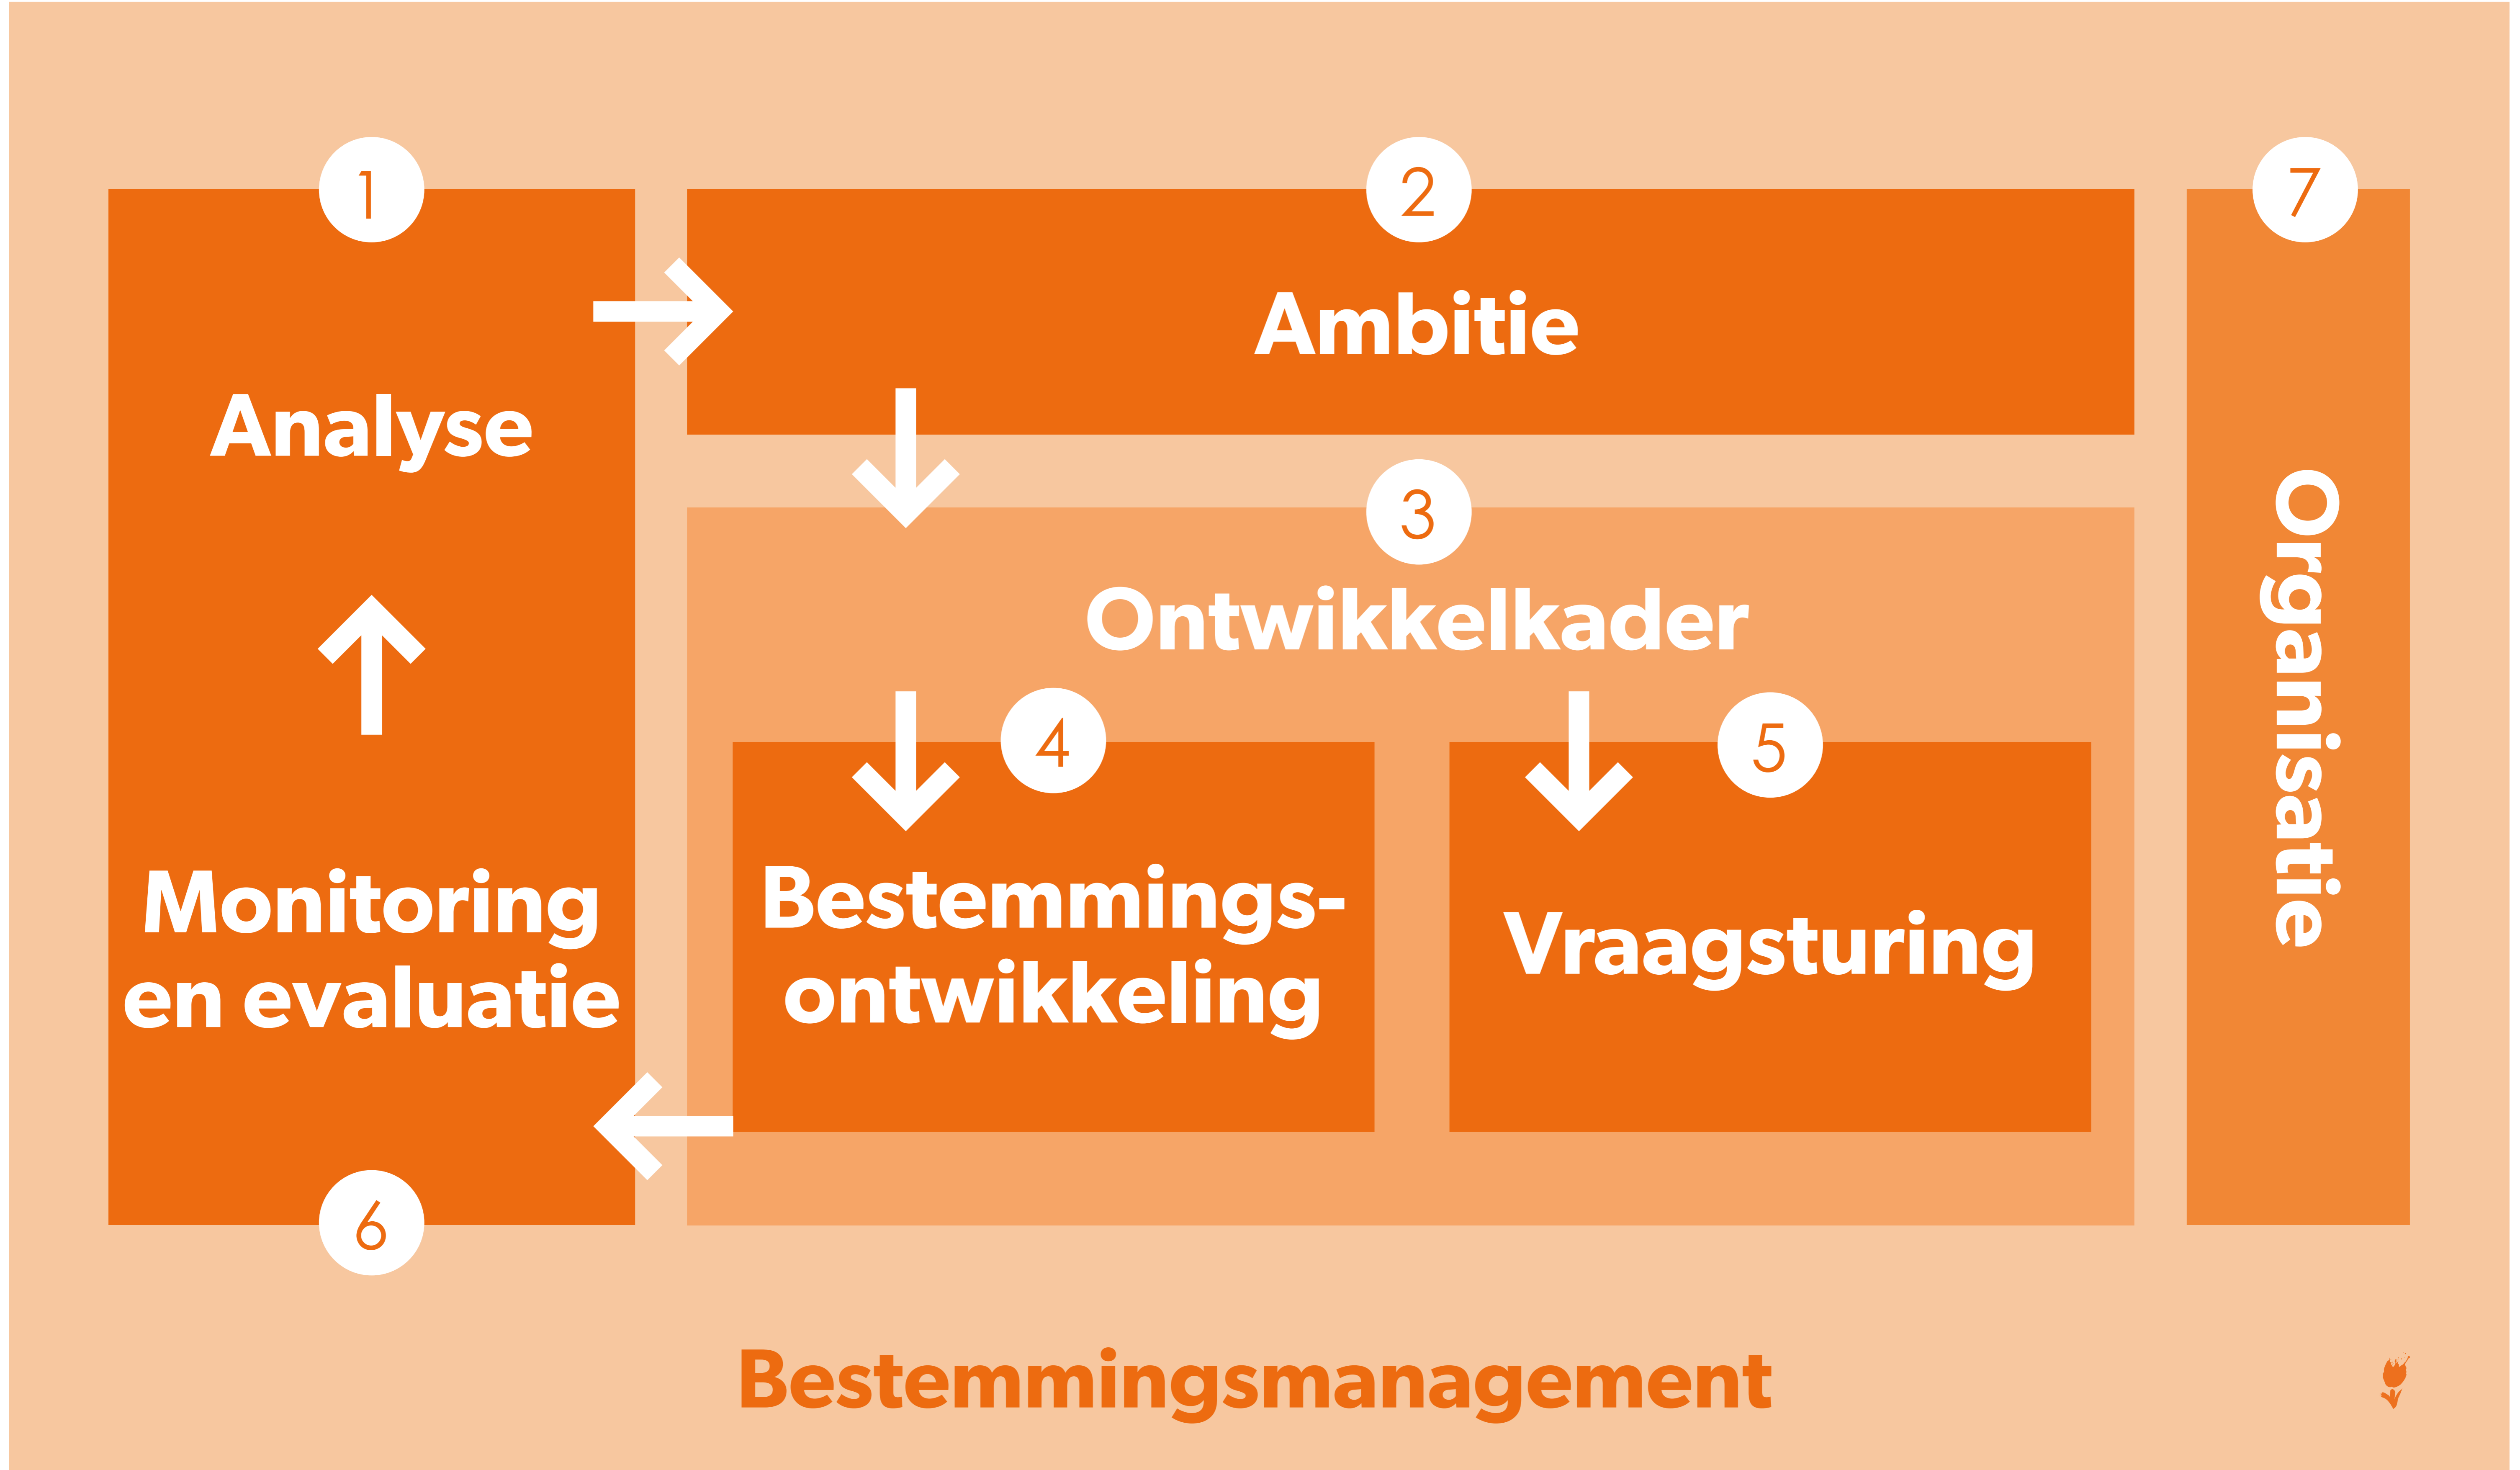 1
Analyse
2
Ambitie
3
Ontwikkelkader
4
Bestemmings-
ontwikkeling
5
Vraagsturing
Monitoring
en evaluatie
6
7
Organisatie
Bestemmingsmanagement